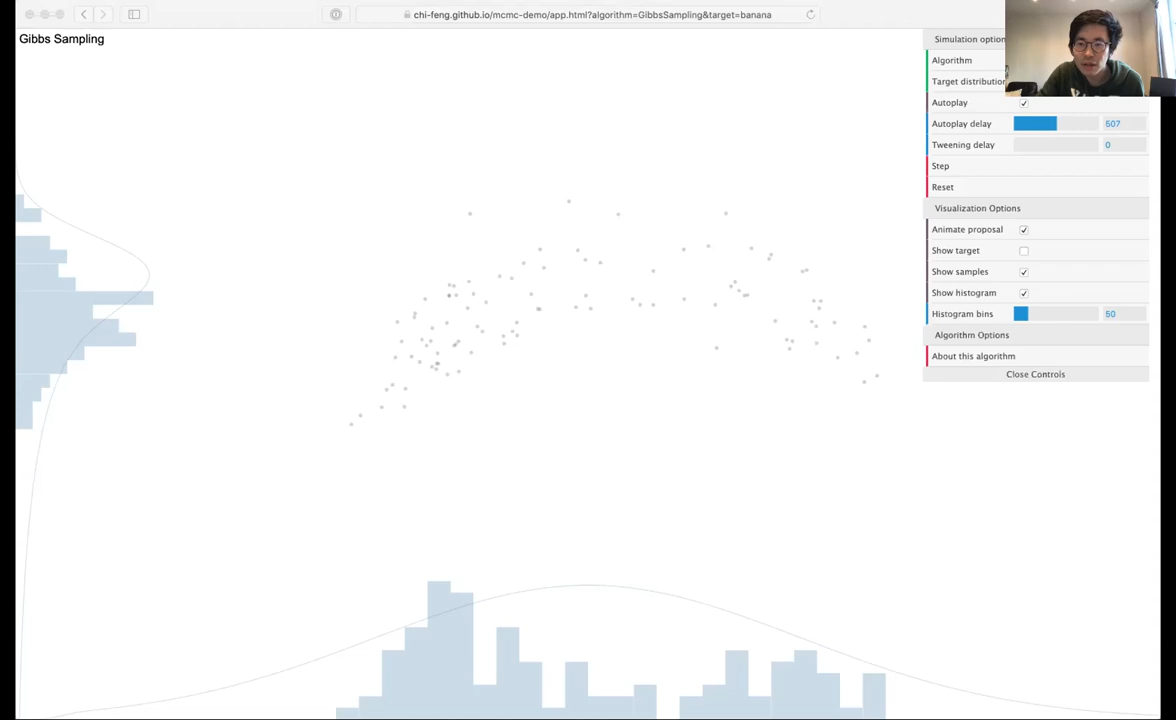 chi-feng.github.io/mcmc-demo/app.html?algorithm=GibbsSampling&target=banana
Gibbs Sampling
Simulation option
Algorithm
Target distribution
Autoplay
Autoplay delay 507
Tweening delay 0
Step
Reset
Visualization Options
Animate proposal
Show target
Show samples
Show histogram
Histogram bins 50
Algorithm Options
About this algorithm
Close Controls